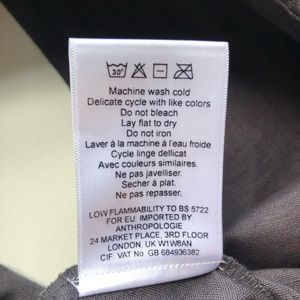 30°
Machine wash cold
Delicate cycle with like colors
Do not bleach
Lay flat to dry
Do not iron
Laver à la machine à l'eau froide
Cycle linge dellicat
Avec couleurs similaires.
Ne pas javelliser.
Secher à plat.
Ne pas repasser.
LOW FLAMMABILITY TO BS 5722
FOR EU: IMPORTED BY
ANTHROPOLOGIE
24 MARKET PLACE, 3RD FLOOR
LONDON, UK W1W8AN
CIF. VAT No. GB 684936382